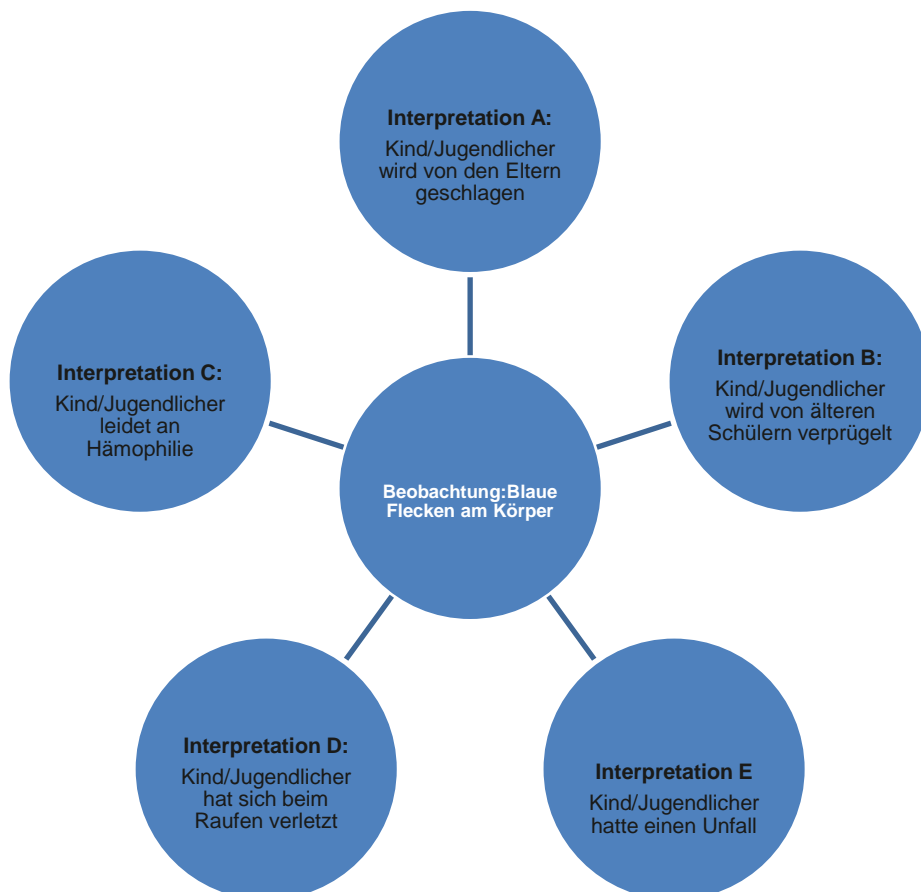 Interpretation A:
Kind/Jugendlicher
wird von den Eltern
geschlagen
Interpretation B:
Kind/Jugendlicher
wird von älteren
Schülern verprügelt
Interpretation C:
Kind/Jugendlicher
leidet an
Hämophilie
Beobachtung:Blaue
Flecken am Körper
Interpretation D:
Kind/Jugendlicher
hat sich beim
Raufen verletzt
Interpretation E
Kind/Jugendlicher
hatte einen Unfall